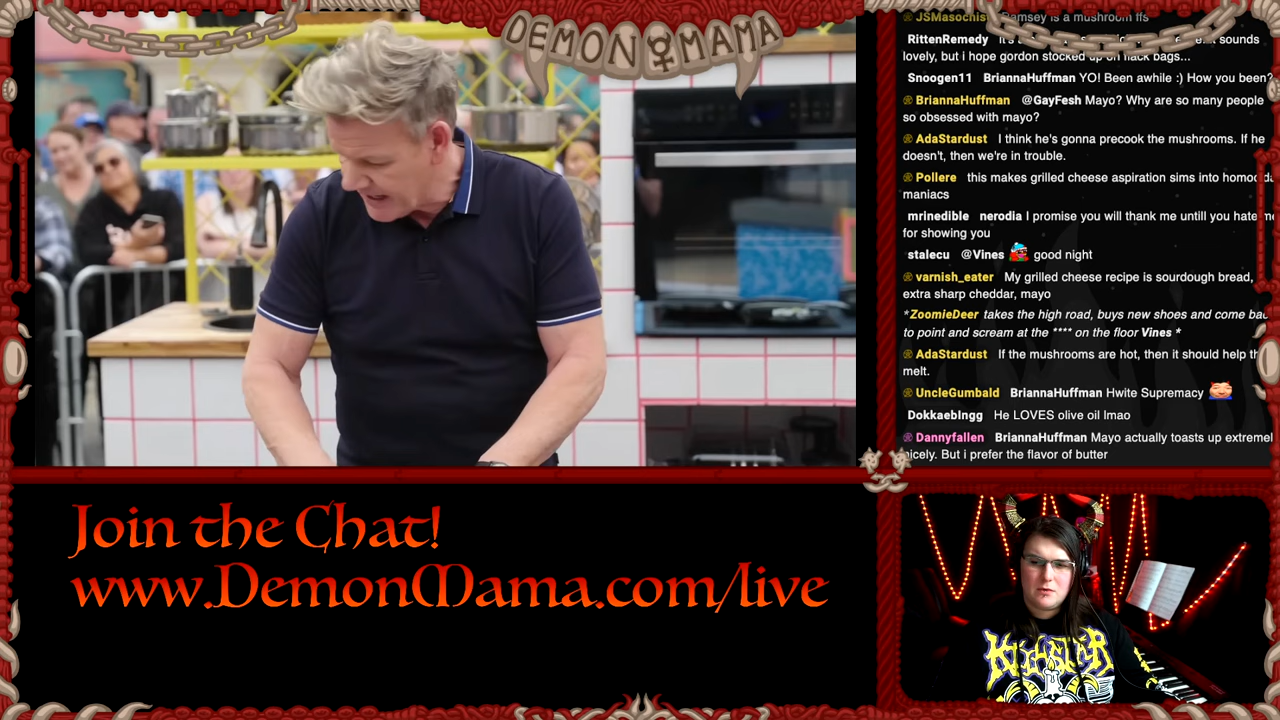 DEMON MAMA
JSMasochis Ramsey is a mushroom ffs
RittenRemedy sounds
lovely, but i hope gordon stocked up on bags...
Snoogen11 BriannaHuffman YO! Been awhile :) How you been?
BriannaHuffman @GayFesh Mayo? Why are so many people
so obsessed with mayo?
AdaStardust I think he's gonna precook the mushrooms. If he
doesn't, then we're in trouble.
Pollere this makes grilled cheese aspiration sims into
maniacs
mrinedible nerodia I promise you will thank me untill you hate
for showing you
stalecu @Vines good night
varnish_eater My grilled cheese recipe is sourdough bread,
extra sharp cheddar, mayo
*ZoomieDeer takes the high road, buys new shoes and come bac
to point and scream at the **** on the floor Vines *
AdaStardust If the mushrooms are hot, then it should help th
melt.
UncleGumbald BriannaHuffman Hwite Supremacy
DokkaebIngg He LOVES olive oil lmao
Dannyfallen BriannaHuffman Mayo actually toasts up extremel
nicely. But i prefer the flavor of butter
Join the Chat!
www.DemonMama.com/live